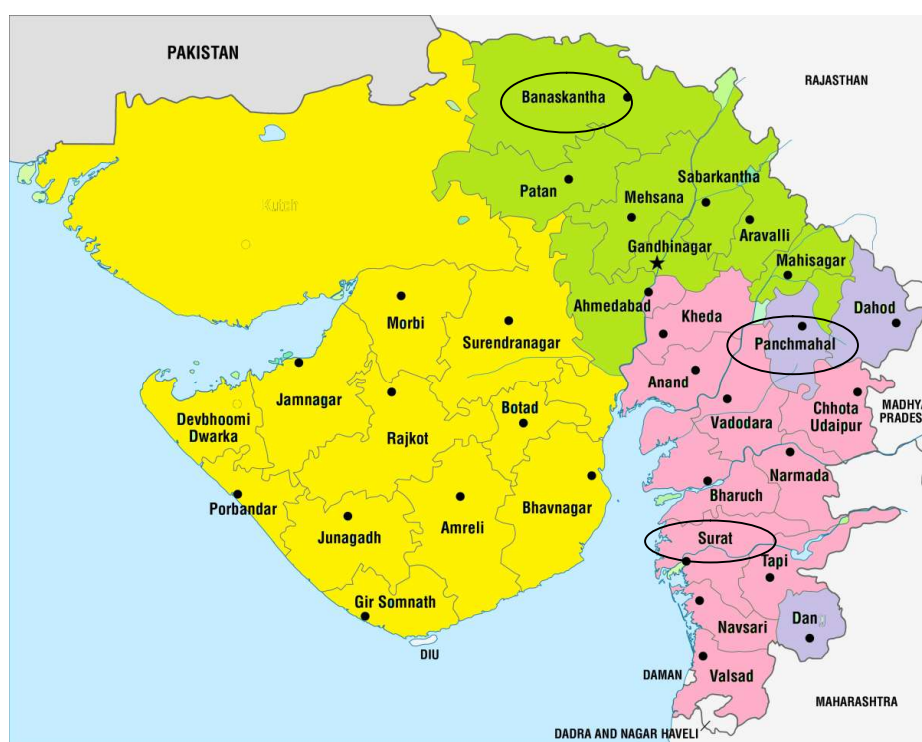 PAKISTAN
RAJASTHAN
Banaskantha
Patan
Mehsana
Sabarkantha
Kutch
Aravalli
Gandhinagar
Mahisagar
Ahmedabad
Dahod
Kheda
Morbi
Surendranagar
Panchmahal
Anand
Jamnagar
Botad
Chhota
Udaipur
MADHYA
PRADES
Devbhoomi
Dwarka
Rajkot
Vadodara
Narmada
Bharuch
Porbandar
Junagadh
Amreli
Bhavnagar
Surat
Tapi
Gir Somnath
Dang
Navsari
DIU
DAMAN
Valsad
MAHARASHTRA
DADRA AND NAGAR HAVELI